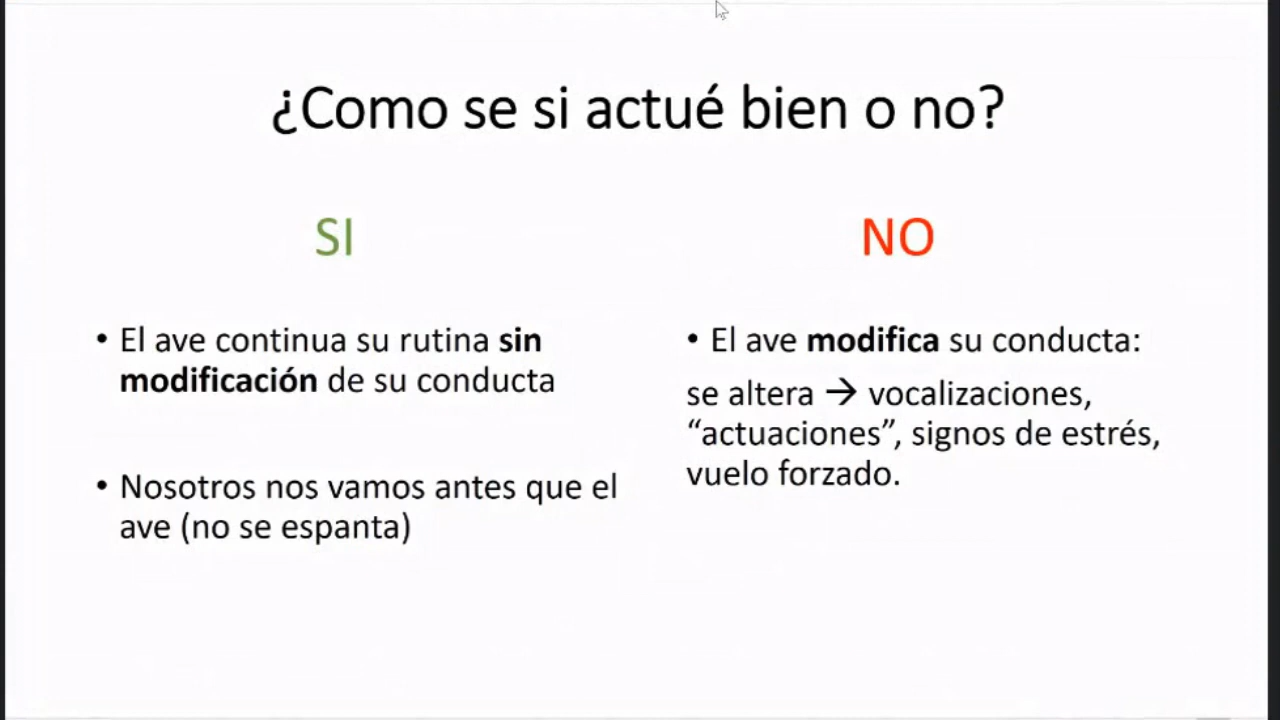 ¿Como se si actué bien o no?
SI
• El ave continua su rutina sin
modificación de su conducta
• Nosotros nos vamos antes que el
ave (no se espanta)
NO
• El ave modifica su conducta:
se altera → vocalizaciones,
“actuaciones”, signos de estrés,
vuelo forzado.